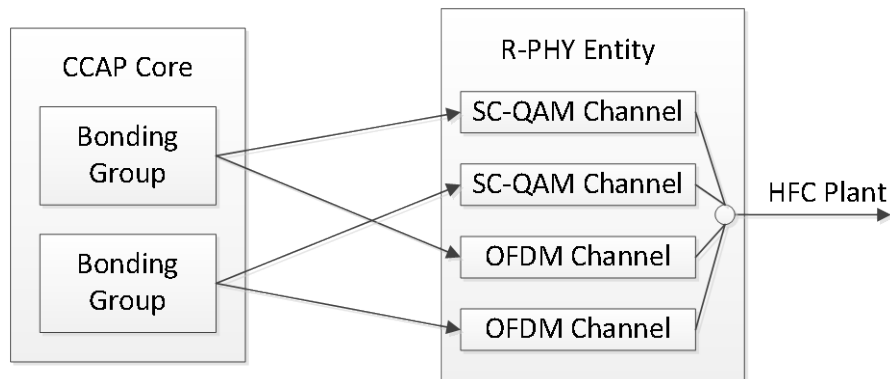 CCAP Core
Bonding
Group
Bonding
Group
R-PHY Entity
SC-QAM Channel
SC-QAM Channel
OFDM Channel
OFDM Channel
HFC Plant